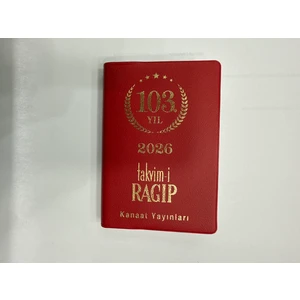 103.
YIL
2026
takvim-i
RAGIP
Kanaat Yayınları